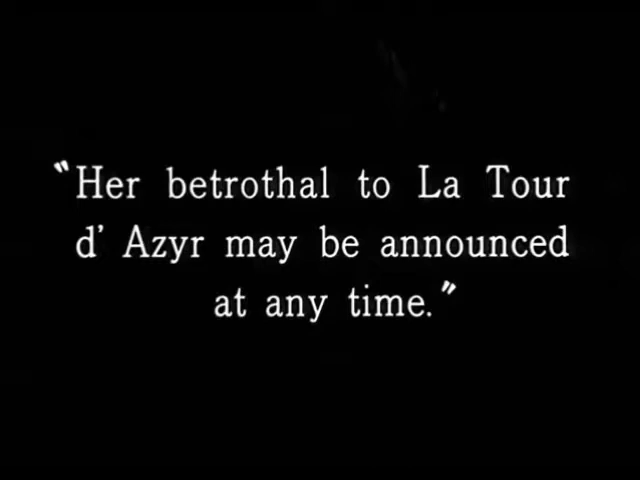 "Her betrothal to La Tour
d' Azyr may be announced
at any time."